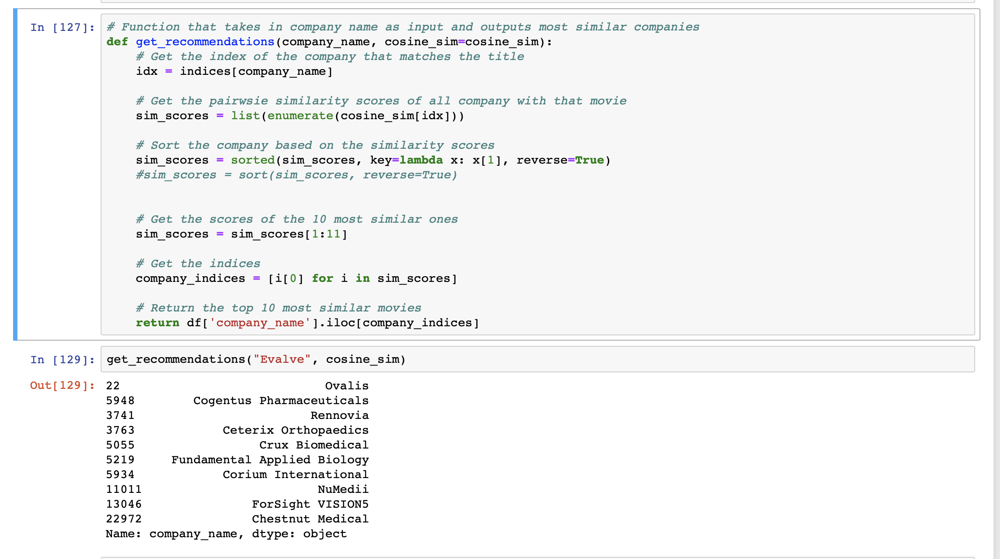 In [127]:
# Function that takes in company name as input and outputs most similar companies
def get_recommendations(company_name, cosine_sim=cosine_sim):
    # Get the index of the company that matches the title
    idx = indices[company_name]

    # Get the pairwsie similarity scores of all company with that movie
    sim_scores = list(enumerate(cosine_sim[idx]))

    # Sort the company based on the similarity scores
    sim_scores = sorted(sim_scores, key=lambda x: x[1], reverse=True)
    #sim_scores = sort(sim_scores, reverse=True)

    # Get the scores of the 10 most similar ones
    sim_scores = sim_scores[1:11]

    # Get the indices
    company_indices = [i[0] for i in sim_scores]

    # Return the top 10 most similar movies
    return df['company_name'].iloc[company_indices]
In [129]:
get_recommendations("Evalve", cosine_sim)
Out[129]:
22                            Ovalis
5948        Cogentus Pharmaceuticals
3741                        Rennovia
3763            Ceterix Orthopaedics
5055                 Crux Biomedical
5219     Fundamental Applied Biology
5934            Corium International
11011                        NuMedii
13046               ForSight VISION5
22972               Chestnut Medical
Name: company_name, dtype: object